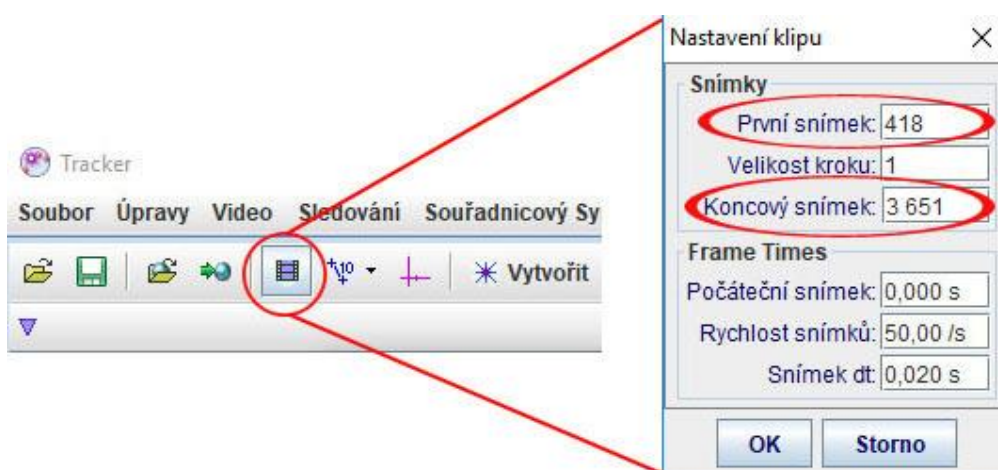 Tracker
Soubor Úpravy Video Sledování Souřadnicový Sy
10 Vytvořit
Nastavení klipu
Snímky
První snímek: 418
Velikost kroku: 1
Koncový snímek: 3 651
Frame Times
Počáteční snímek: 0,000 s
Rychlost snímků: 50,00 /s
Snímek dt: 0,020 s
OK Storno